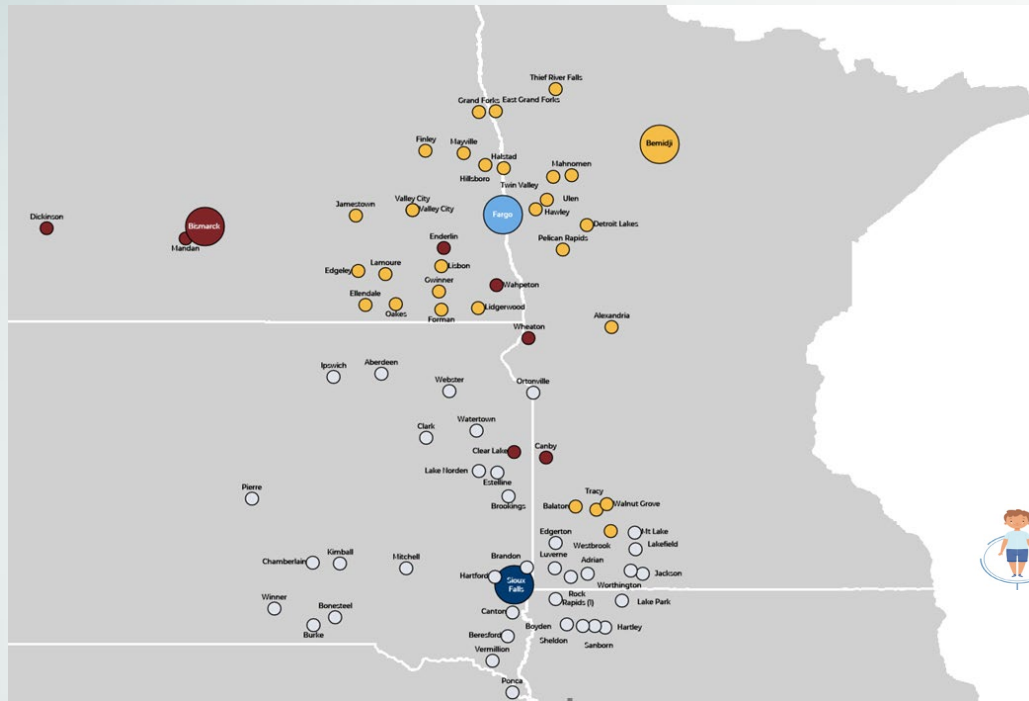 Thief River Falls
Grand Forks
East Grand Forks
Finley
Mayville
Halstad
Hillsboro
Mahnomen
Bemidji
Twin Valley
Ulen
Jamestown
Valley City
Valley City
Fargo
Hawley
Detroit Lakes
Dickinson
Bismarck
Mandan
Enderlin
Pelican Rapids
Edgeley
Lamoure
Lisbon
Gwinner
Wahpeton
Ellendale
Oakes
Forman
Lidgerwood
Alexandria
Wheaton
Ipswich
Aberdeen
Webster
Ortonville
Clark
Watertown
Clear Lake
Canby
Lake Norden
Estelline
Brookings
Pierre
Tracy
Balaton
Walnut Grove
Edgerton
Westbrook
Mt Lake
Lakefield
Chamberlain
Kimball
Mitchell
Brandon
Luverne
Adrian
Hartford
Sioux
Falls
Worthington
Jackson
Winner
Bonesteel
Burke
Canton
Rock
Rapids (1)
Lake Park
Beresford
Boyden
Sheldon
Sanborn
Hartley
Vermillion
Ponca